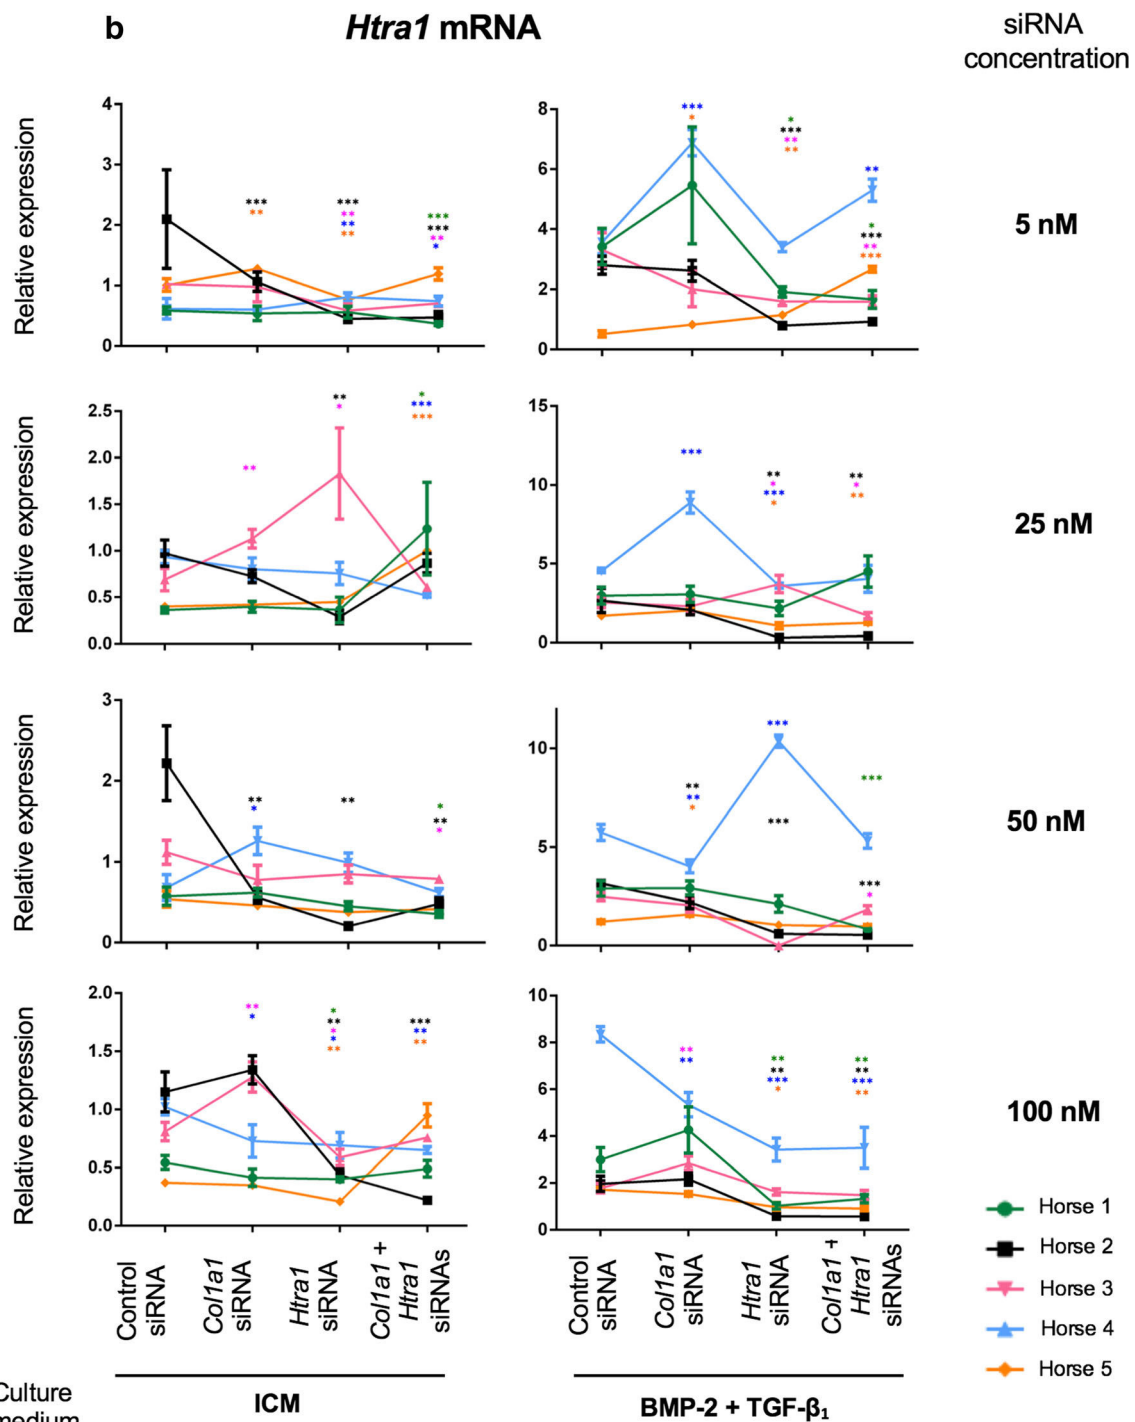 b
Htra1 mRNA
siRNA
concentration
Relative expression
4
3
2
1
0
***
**
***
**
**
**
***
***
**
*
8
6
4
2
0
***
*
*
***
**
**
**
*
***
**
***
5 nM
Relative expression
2.5
2.0
1.5
1.0
0.5
0.0
**
**
*
*
***
***
15
10
5
0
***
**
*
***
*
**
*
**
25 nM
Relative expression
3
2
1
0
**
*
**
*
**
*
10
5
0
**
**
*
***
***
***
***
*
50 nM
Relative expression
2.0
1.5
1.0
0.5
0.0
**
*
*
**
*
*
**
***
**
**
10
8
6
4
2
0
**
**
**
**
***
*
**
**
***
**
100 nM
Control
siRNA
Col1a1
siRNA
Htra1
siRNA
Col1a1 +
Htra1
siRNAs
Control
siRNA
Col1a1
siRNA
Htra1
siRNA
Col1a1 +
Htra1
siRNAs
Horse 1
Horse 2
Horse 3
Horse 4
Horse 5
Culture
medium
ICM
BMP-2 + TGF-β₁